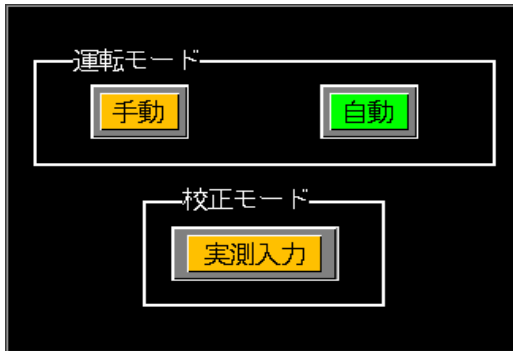 運転モード
手動
自動
校正モード
実測入力